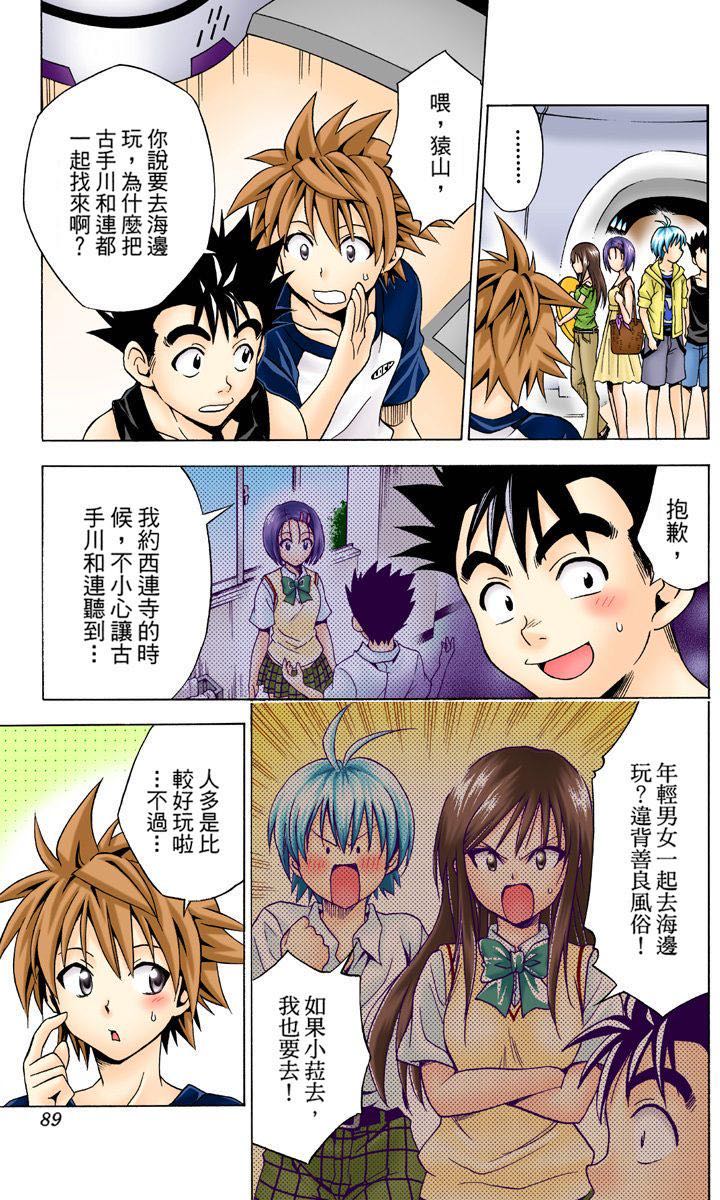 ………
喂，猿山，
你說要去海邊
玩，為什麼把
古手川和連都
一起找來啊？
抱歉，
我約西連寺的時
候，不小心讓古
手川和連聽到…
年輕男女一起去海邊
玩？違背善良風俗！
如果小菈去，
我也要去！
人多是比
較好玩啦
…不過…
89